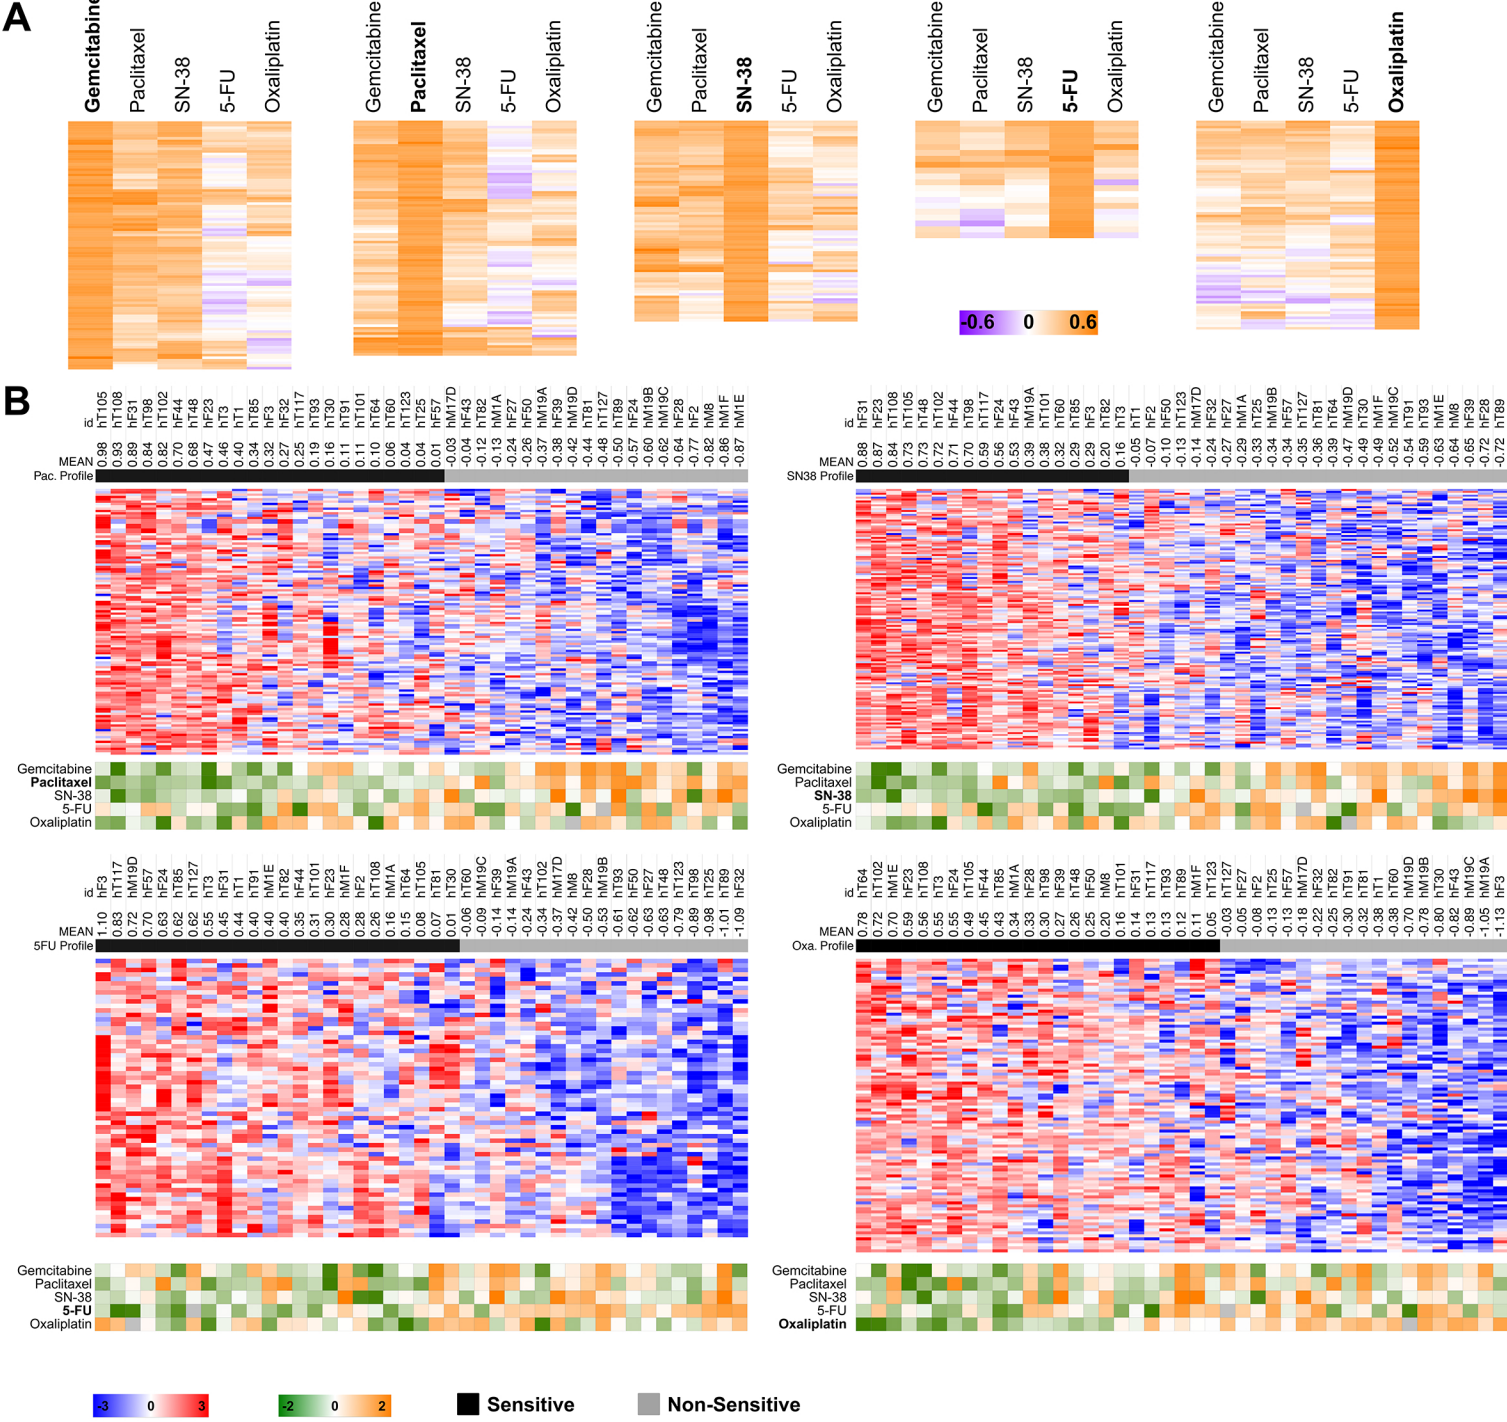 A
Gemcitabine Paclitaxel SN-38 5-FU Oxaliplatin
Gemcitabine Paclitaxel SN-38 5-FU Oxaliplatin
Gemcitabine Paclitaxel SN-38 5-FU Oxaliplatin
Gemcitabine Paclitaxel SN-38 5-FU Oxaliplatin
Gemcitabine Paclitaxel SN-38 5-FU Oxaliplatin
-0.6 0 0.6
B
id hT105 hT108 hF31 hT98 hT102 hF44 hT48 hF23 hT3 hT1 hT85 hF3 hF32 hT117 hT93 hT30 hT91 hT101 hT64 hT60 hT123 hT25 hF57 hM17D hF43 hT82 hM1A hF27 hF50 hM19A hF39 hM19D hT81 hT127 hT89 hF24 hM19B hM19C hF28 hF2 hM8 hM1F hM1E
MEAN 0.98 0.93 0.89 0.84 0.82 0.70 0.68 0.47 0.46 0.40 0.34 0.32 0.27 0.25 0.19 0.16 0.11 0.11 0.10 0.06 0.04 0.04 0.01 -0.03 -0.04 -0.12 -0.13 -0.24 -0.26 -0.37 -0.38 -0.42 -0.44 -0.48 -0.50 -0.57 -0.60 -0.62 -0.64 -0.77 -0.82 -0.86 -0.87
Pac. Profile
Gemcitabine
Paclitaxel
SN-38
5-FU
Oxaliplatin
id hF31 hF23 hT108 hT105 hT48 hT102 hF44 hT98 hT117 hF24 hF43 hM19A hT101 hT60 hT85 hF3 hT82 hT3 hT1 hF2 hF50 hT123 hM17D hF32 hF27 hM1A hT25 hM19B hF57 hT127 hT81 hT64 hM19D hT30 hM1F hM19C hT91 hT93 hM1E hM8 hF39 hF28 hT89
MEAN 0.88 0.87 0.84 0.73 0.73 0.72 0.71 0.70 0.59 0.56 0.53 0.39 0.38 0.32 0.29 0.29 0.20 0.16 -0.05 -0.07 -0.10 -0.13 -0.14 -0.24 -0.27 -0.29 -0.33 -0.34 -0.34 -0.35 -0.36 -0.39 -0.47 -0.49 -0.49 -0.52 -0.54 -0.59 -0.63 -0.64 -0.65 -0.72 -0.72
SN38 Profile
Gemcitabine
Paclitaxel
SN-38
5-FU
Oxaliplatin
id hF3 hT117 hM19D hF57 hF24 hT85 hT127 hT3 hF31 hT1 hT91 hM1E hT82 hF44 hT101 hF23 hM1F hF2 hT108 hM1A hT64 hT105 hT81 hT30 hT60 hM19C hF39 hM19A hF43 hT102 hM17D hM8 hF28 hM19B hT93 hF50 hF27 hT48 hT123 hT98 hT25 hT89 hF32
MEAN 1.10 0.83 0.72 0.70 0.63 0.62 0.62 0.55 0.45 0.44 0.40 0.40 0.40 0.35 0.31 0.30 0.28 0.28 0.26 0.16 0.15 0.08 0.07 0.01 -0.06 -0.09 -0.14 -0.14 -0.24 -0.34 -0.37 -0.42 -0.50 -0.53 -0.61 -0.63 -0.63 -0.63 -0.79 -0.89 -0.98 -1.01 -1.09
5FU Profile
Gemcitabine
Paclitaxel
SN-38
5-FU
Oxaliplatin
id hT64 hT102 hM1E hF23 hT108 hT3 hF24 hT105 hF44 hT85 hM1A hF28 hT98 hF39 hT48 hF50 hM8 hT101 hF31 hT117 hT93 hT89 hM1F hT123 hT127 hF27 hF2 hT25 hF57 hM17D hF32 hT82 hT91 hT81 hT1 hT60 hM19D hM19B hT30 hF43 hM19C hM19A hF3
MEAN 0.78 0.72 0.70 0.59 0.56 0.55 0.55 0.49 0.45 0.43 0.34 0.33 0.30 0.27 0.26 0.25 0.20 0.16 0.14 0.13 0.13 0.12 0.11 0.05 -0.03 -0.05 -0.08 -0.13 -0.13 -0.18 -0.22 -0.25 -0.30 -0.32 -0.38 -0.38 -0.70 -0.78 -0.80 -0.82 -0.89 -1.05 -1.13
Oxa. Profile
Gemcitabine
Paclitaxel
SN-38
5-FU
Oxaliplatin
-3 0 3
-2 0 2
Sensitive
Non-Sensitive